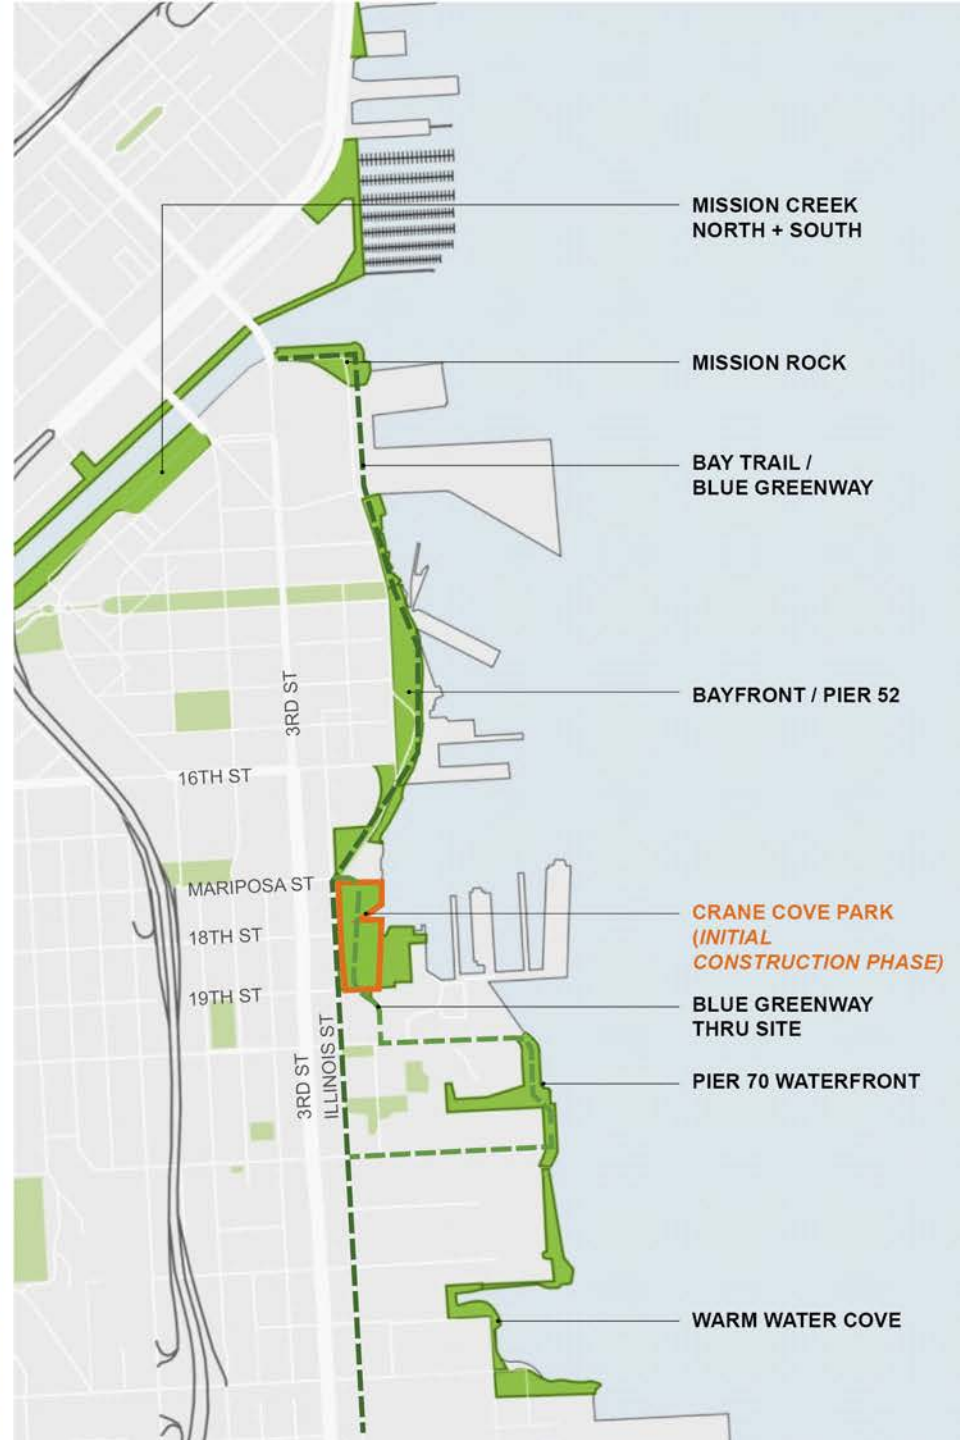 MISSION CREEK
NORTH + SOUTH
MISSION ROCK
BAY TRAIL /
BLUE GREENWAY
3RD ST
BAYFRONT / PIER 52
16TH ST
MARIPOSA ST
18TH ST
19TH ST
CRANE COVE PARK
(INITIAL
CONSTRUCTION PHASE)
BLUE GREENWAY
THRU SITE
3RD ST
ILLINOIS ST
PIER 70 WATERFRONT
WARM WATER COVE